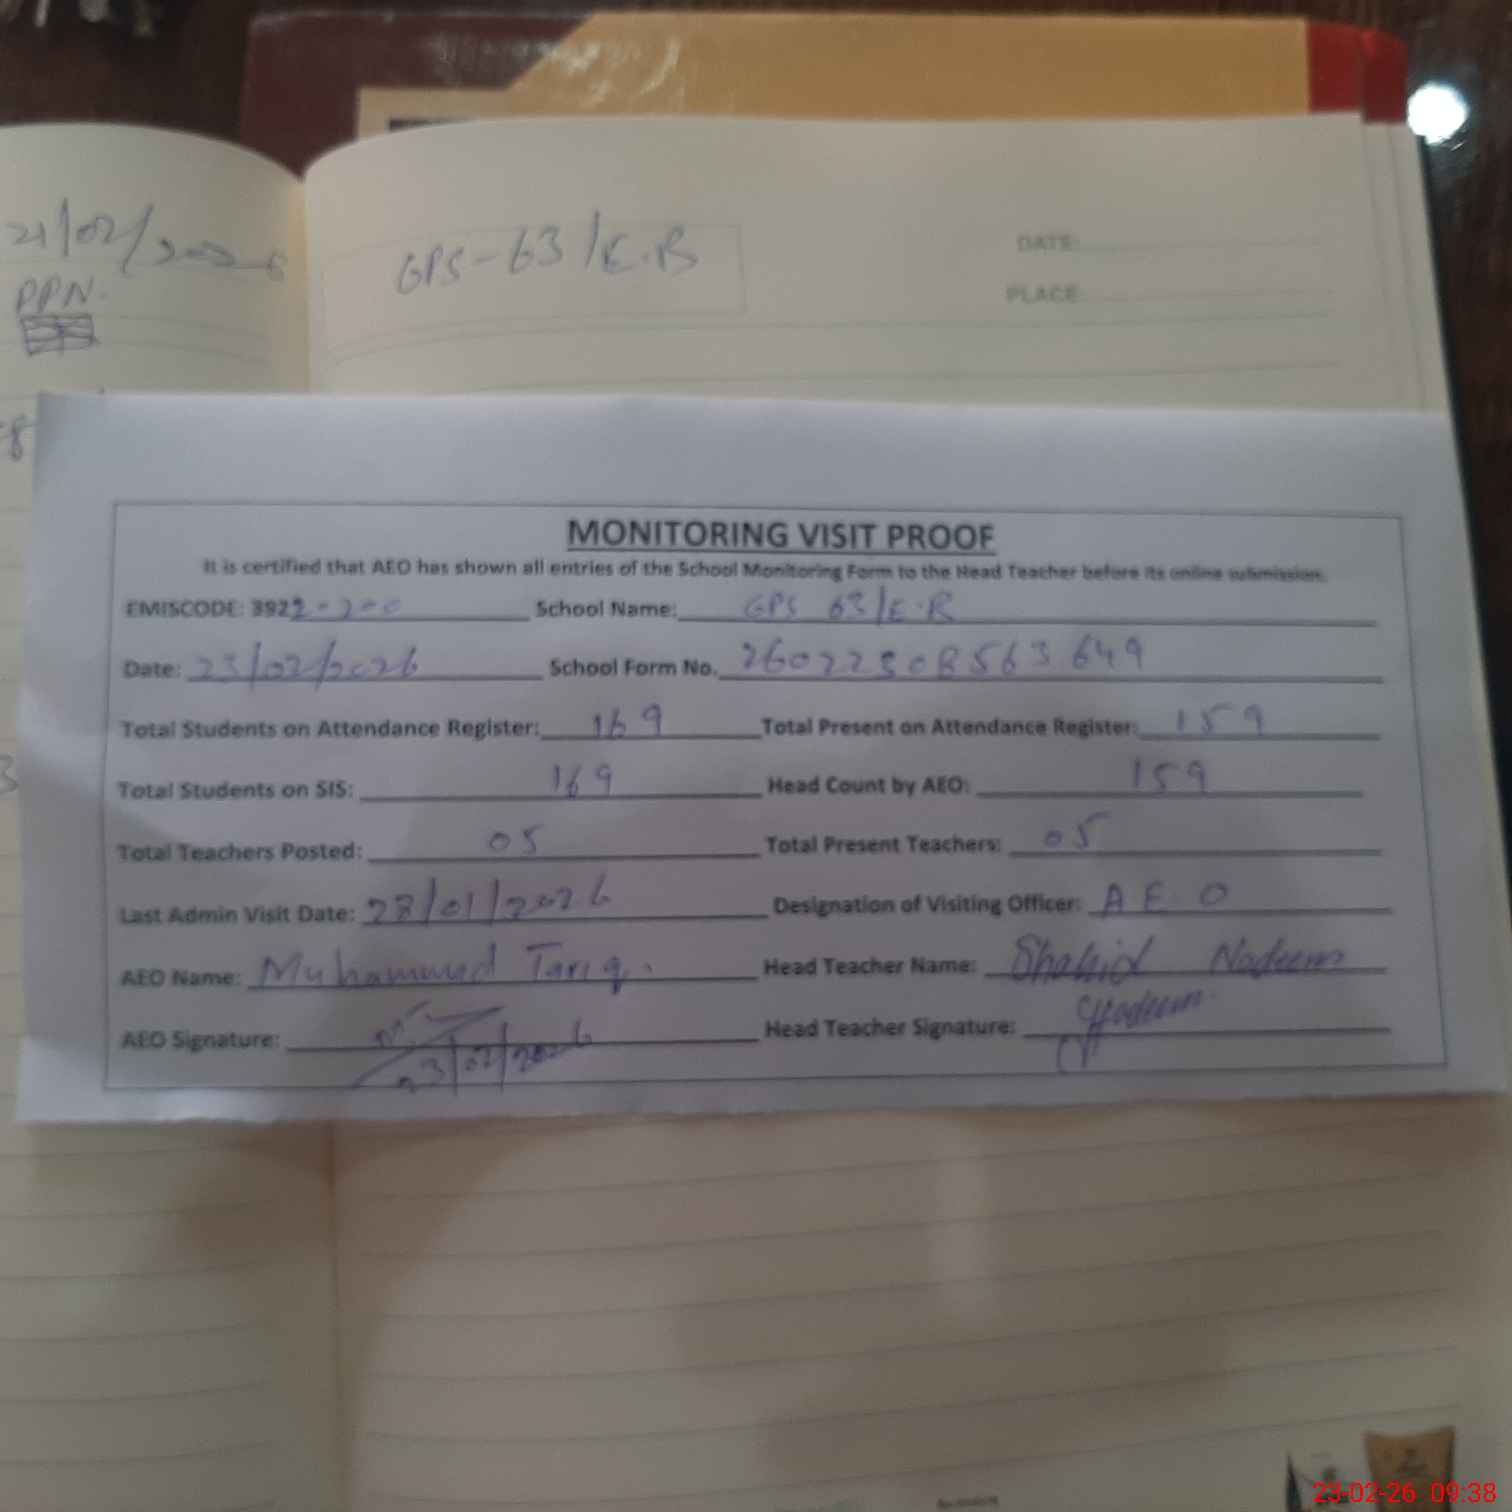 21/02/2026
PPN.
GPS-63/E.B
DATE:
PLACE
MONITORING VISIT PROOF
It is certified that AEO has shown all entries of the School Monitoring Form to the Head Teacher before its online submission.
EMISCODE: 3922-200 School Name: GPS 63/E.B
Date: 23/02/2026 School Form No. 26022308563649
Total Students on Attendance Register: 169 Total Present on Attendance Register: 159
Total Students on SIS: 169 Head Count by AEO: 159
Total Teachers Posted: 05 Total Present Teachers: 05
Last Admin Visit Date: 28/01/2026 Designation of Visiting Officer: A E O
AEO Name: Muhammad Tariq. Head Teacher Name: Shahid Nadeem
AEO Signature: 23/02/2026 Head Teacher Signature: Nadeem
23-02-26 09:38